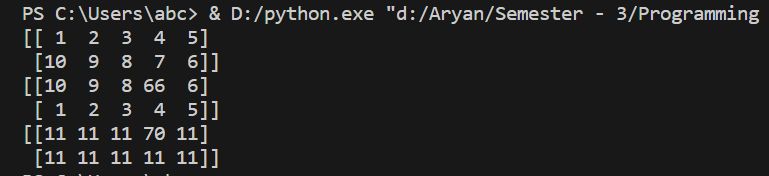 PS C:\Users\abc> & D:/python.exe "d:/Aryan/Semester - 3/Programming
[[ 1  2  3  4  5]
 [10  9  8  7  6]]
[[10  9  8 66  6]
 [ 1  2  3  4  5]]
[[11 11 11 70 11]
 [11 11 11 11 11]]